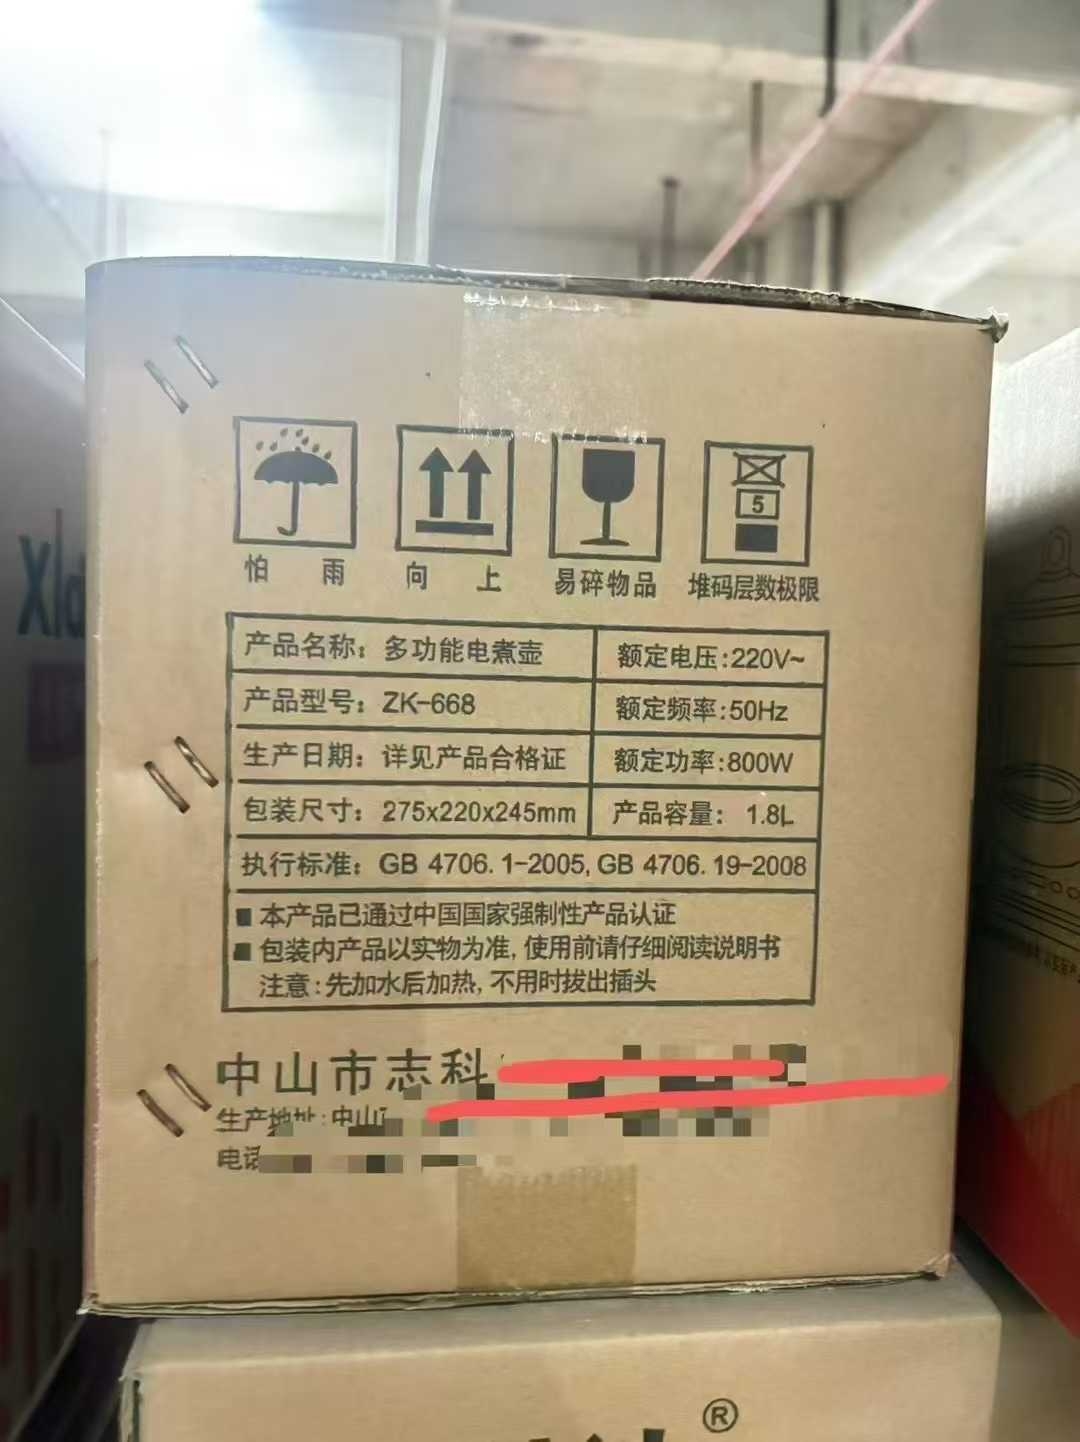 5
怕 雨
向 上
易碎物品
堆码层数极限
产品名称：多功能电煮壶
额定电压:220V~
产品型号：ZK-668
额定频率:50Hz
生产日期：详见产品合格证
额定功率:800W
包装尺寸：275x220x245mm
产品容量：1.8L
执行标准：GB 4706.1-2005, GB 4706.19-2008
■ 本产品已通过中国国家强制性产品认证
■ 包装内产品以实物为准, 使用前请仔细阅读说明书
注意:先加水后加热, 不用时拔出插头
中山市志科
生产地址:中山
电话
®